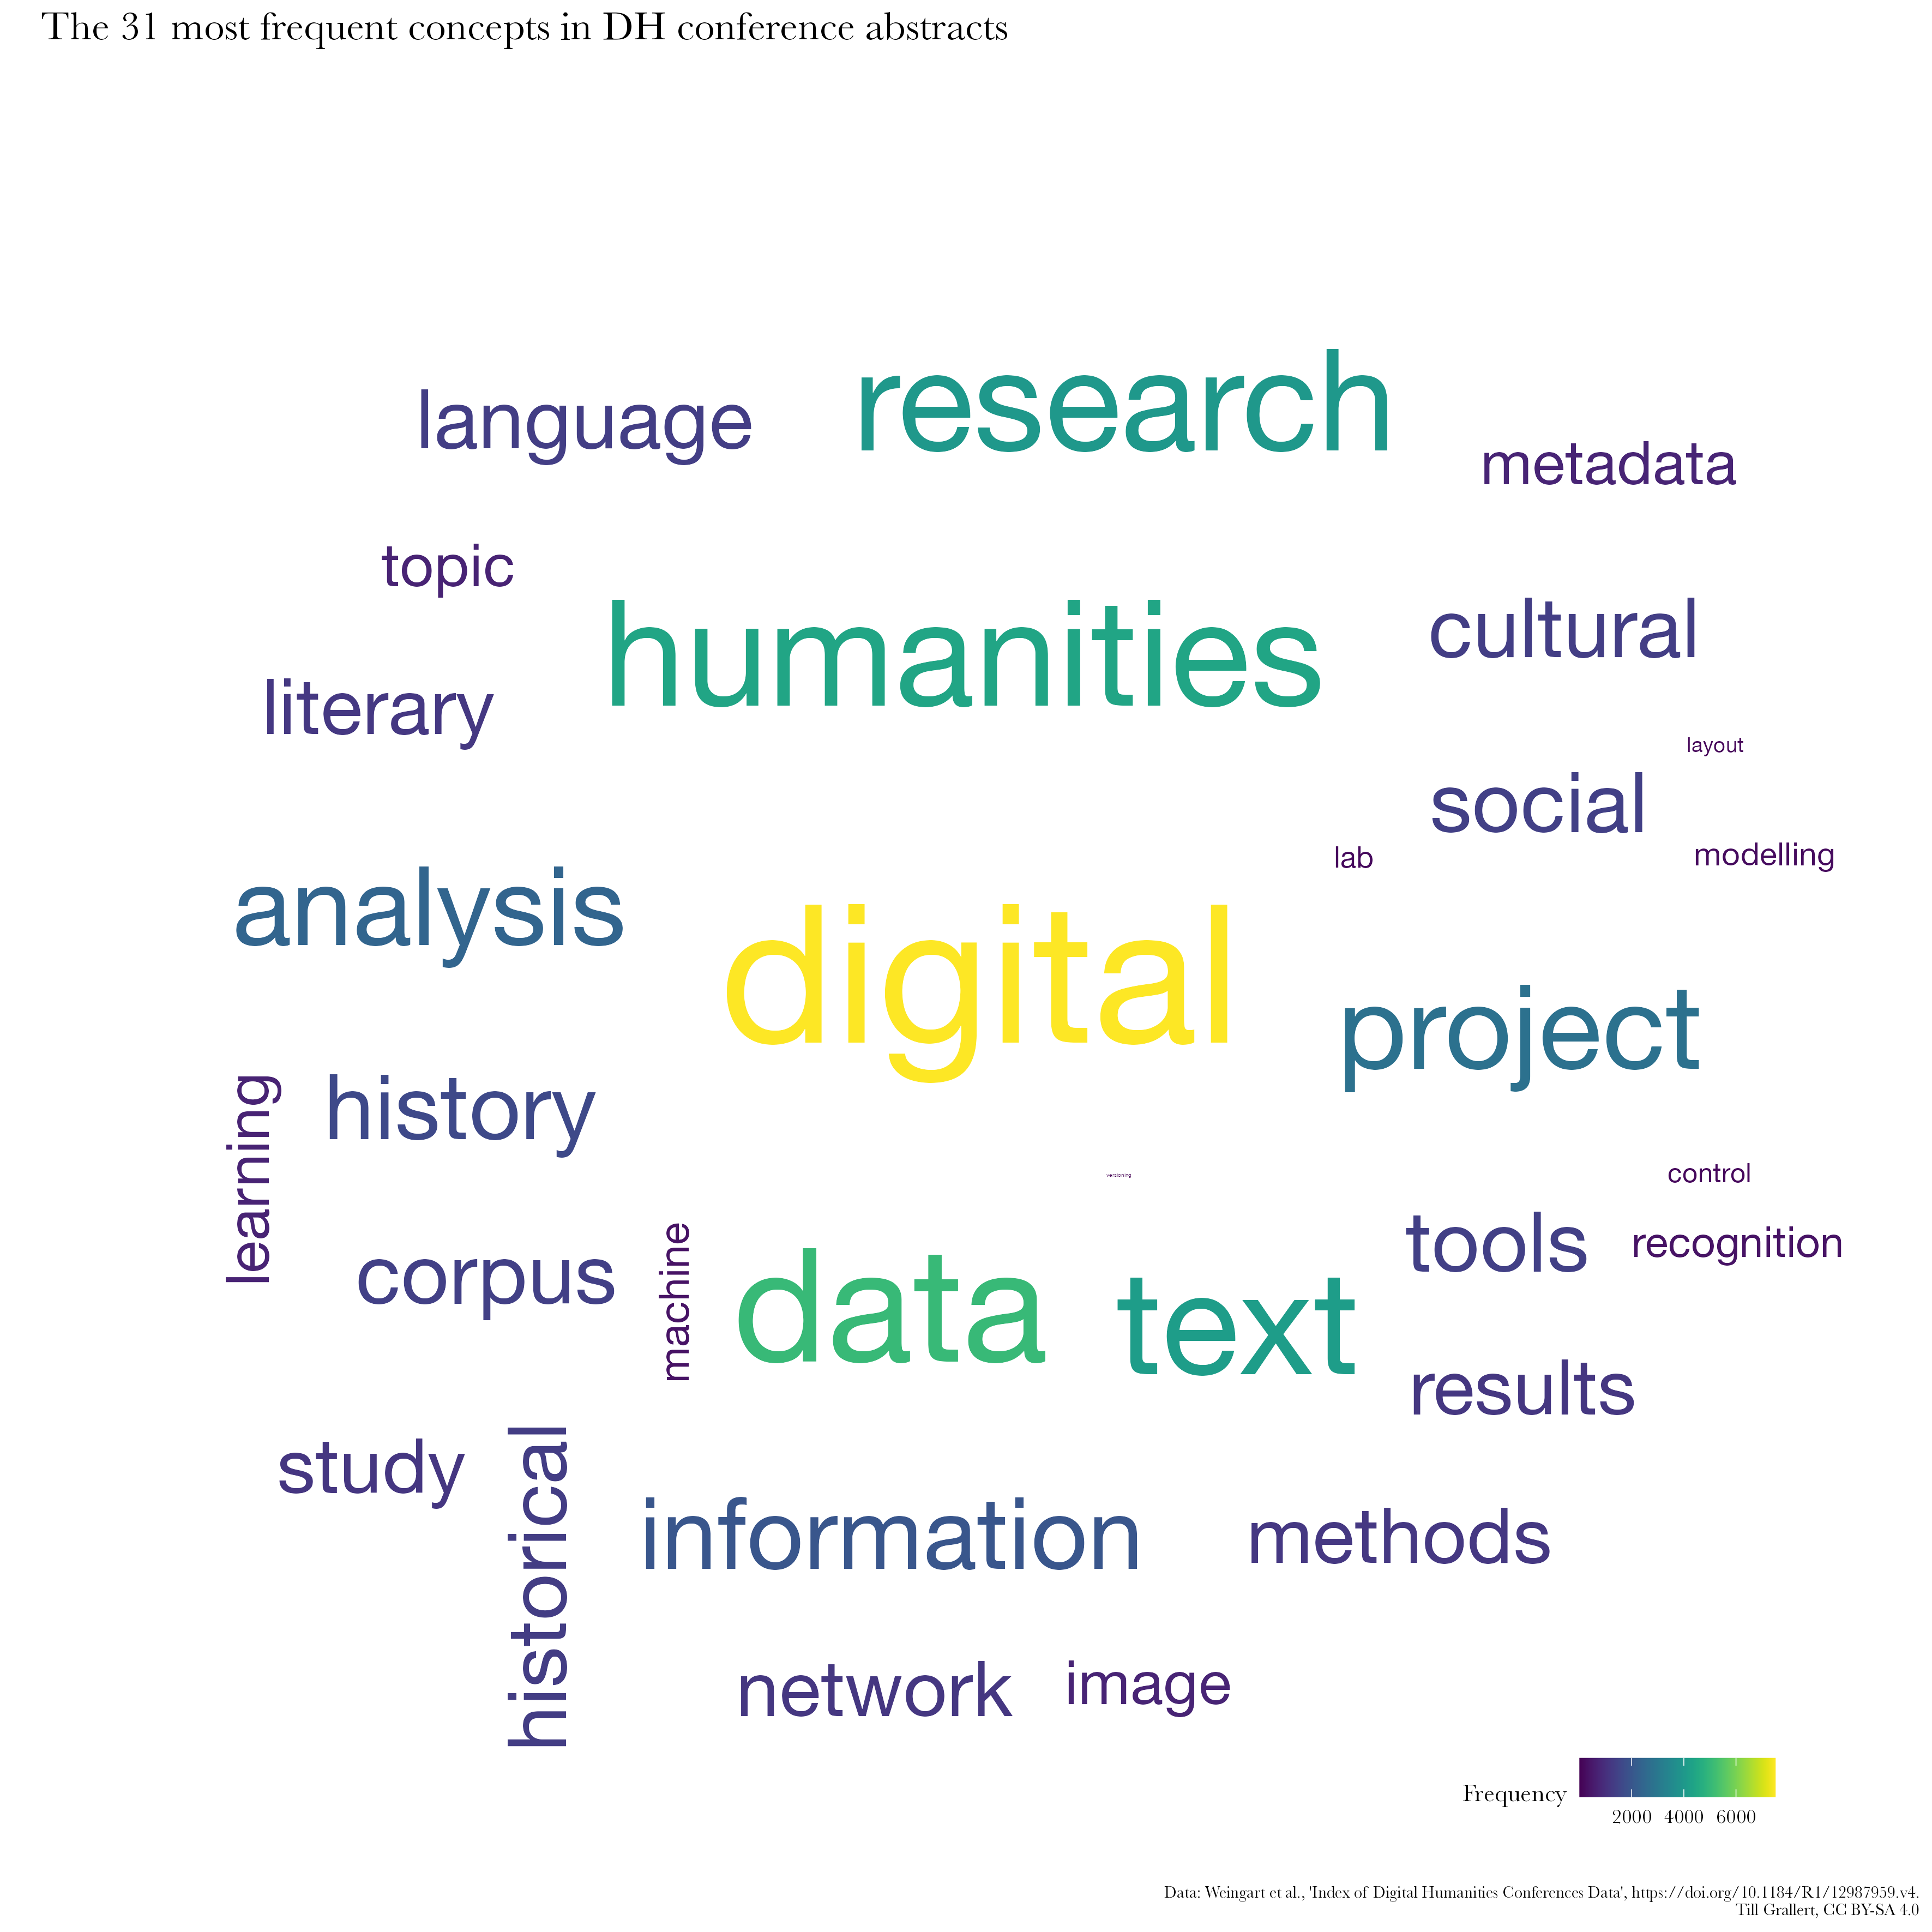 The 31 most frequent concepts in DH conference abstracts
research
language
metadata
topic
humanities
cultural
literary
layout
social
lab
modelling
analysis
digital
project
history
learning
versioning
control
tools
recognition
corpus
machine
data
text
results
study
historical
information
methods
network
image
Frequency
2000 4000 6000
Data: Weingart et al., 'Index of Digital Humanities Conferences Data', https://doi.org/10.1184/R1/12987959.v4.
Till Grallert, CC BY-SA 4.0